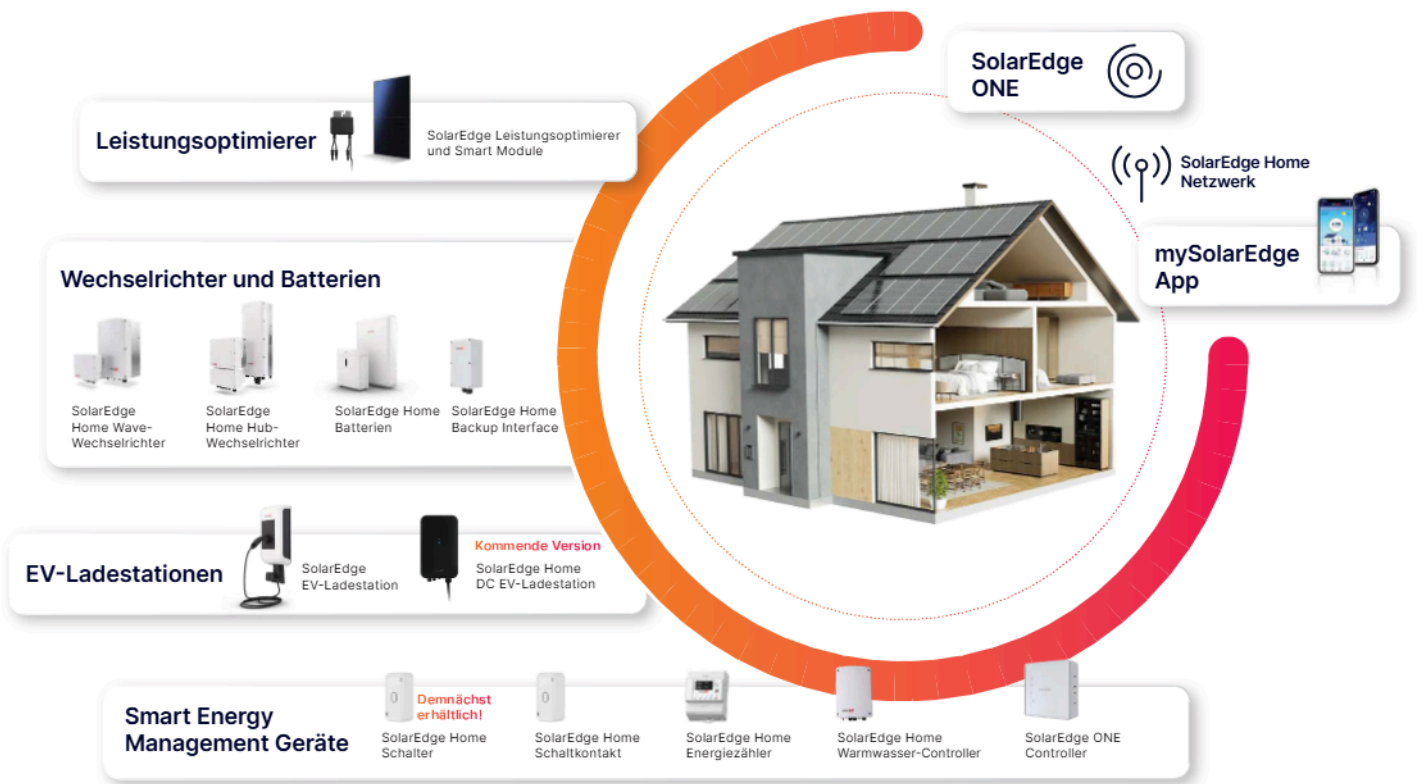 SolarEdge
ONE
SolarEdge Home
Netzwerk
mySolarEdge
App
Leistungsoptimierer
SolarEdge Leistungsoptimierer
und Smart Module
Wechselrichter und Batterien
SolarEdge
Home Wave-
Wechselrichter
SolarEdge
Home Hub-
Wechselrichter
SolarEdge Home
Batterien
SolarEdge Home
Backup Interface
EV-Ladestationen
SolarEdge
EV-Ladestation
Kommende Version
SolarEdge Home
DC EV-Ladestation
Smart Energy
Management Geräte
Demnächst
erhältlich!
SolarEdge Home
Schalter
SolarEdge Home
Schaltkontakt
SolarEdge Home
Energiezähler
SolarEdge Home
Warmwasser-Controller
SolarEdge ONE
Controller